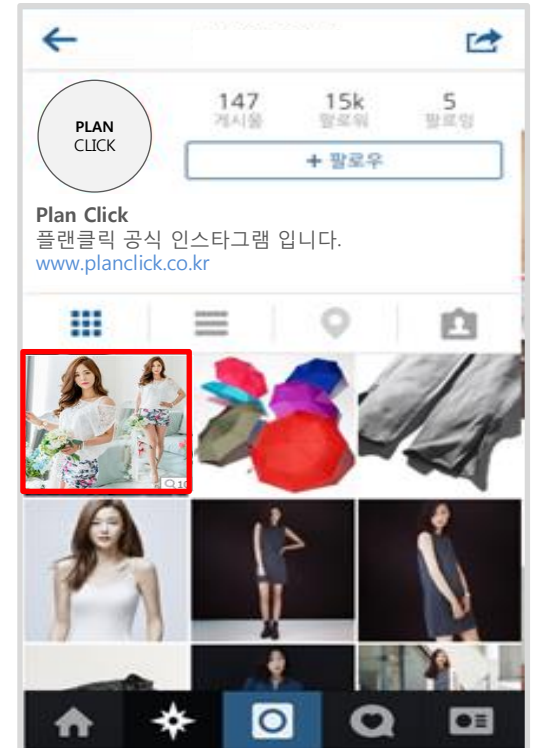 PLAN
CLICK
147
15k
5
게시물
팔로워
팔로잉
+ 팔로우
Plan Click
플랜클릭 공식 인스타그램 입니다.
www.planclick.co.kr